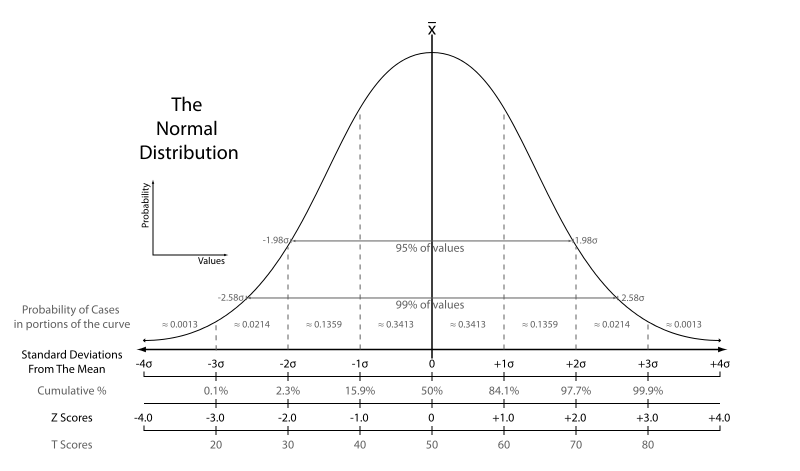 X̅
The
Normal
Distribution
Probability
Values
-1.98σ 1.98σ
95% of values
-2.58σ 2.58σ
99% of values
Probability of Cases
in portions of the curve
≈ 0.0013 ≈ 0.0214 ≈ 0.1359 ≈ 0.3413 ≈ 0.3413 ≈ 0.1359 ≈ 0.0214 ≈ 0.0013
Standard Deviations
From The Mean
-4σ -3σ -2σ -1σ 0 +1σ +2σ +3σ +4σ
Cumulative % 0.1% 2.3% 15.9% 50% 84.1% 97.7% 99.9%
Z Scores -4.0 -3.0 -2.0 -1.0 0 +1.0 +2.0 +3.0 +4.0
T Scores 20 30 40 50 60 70 80